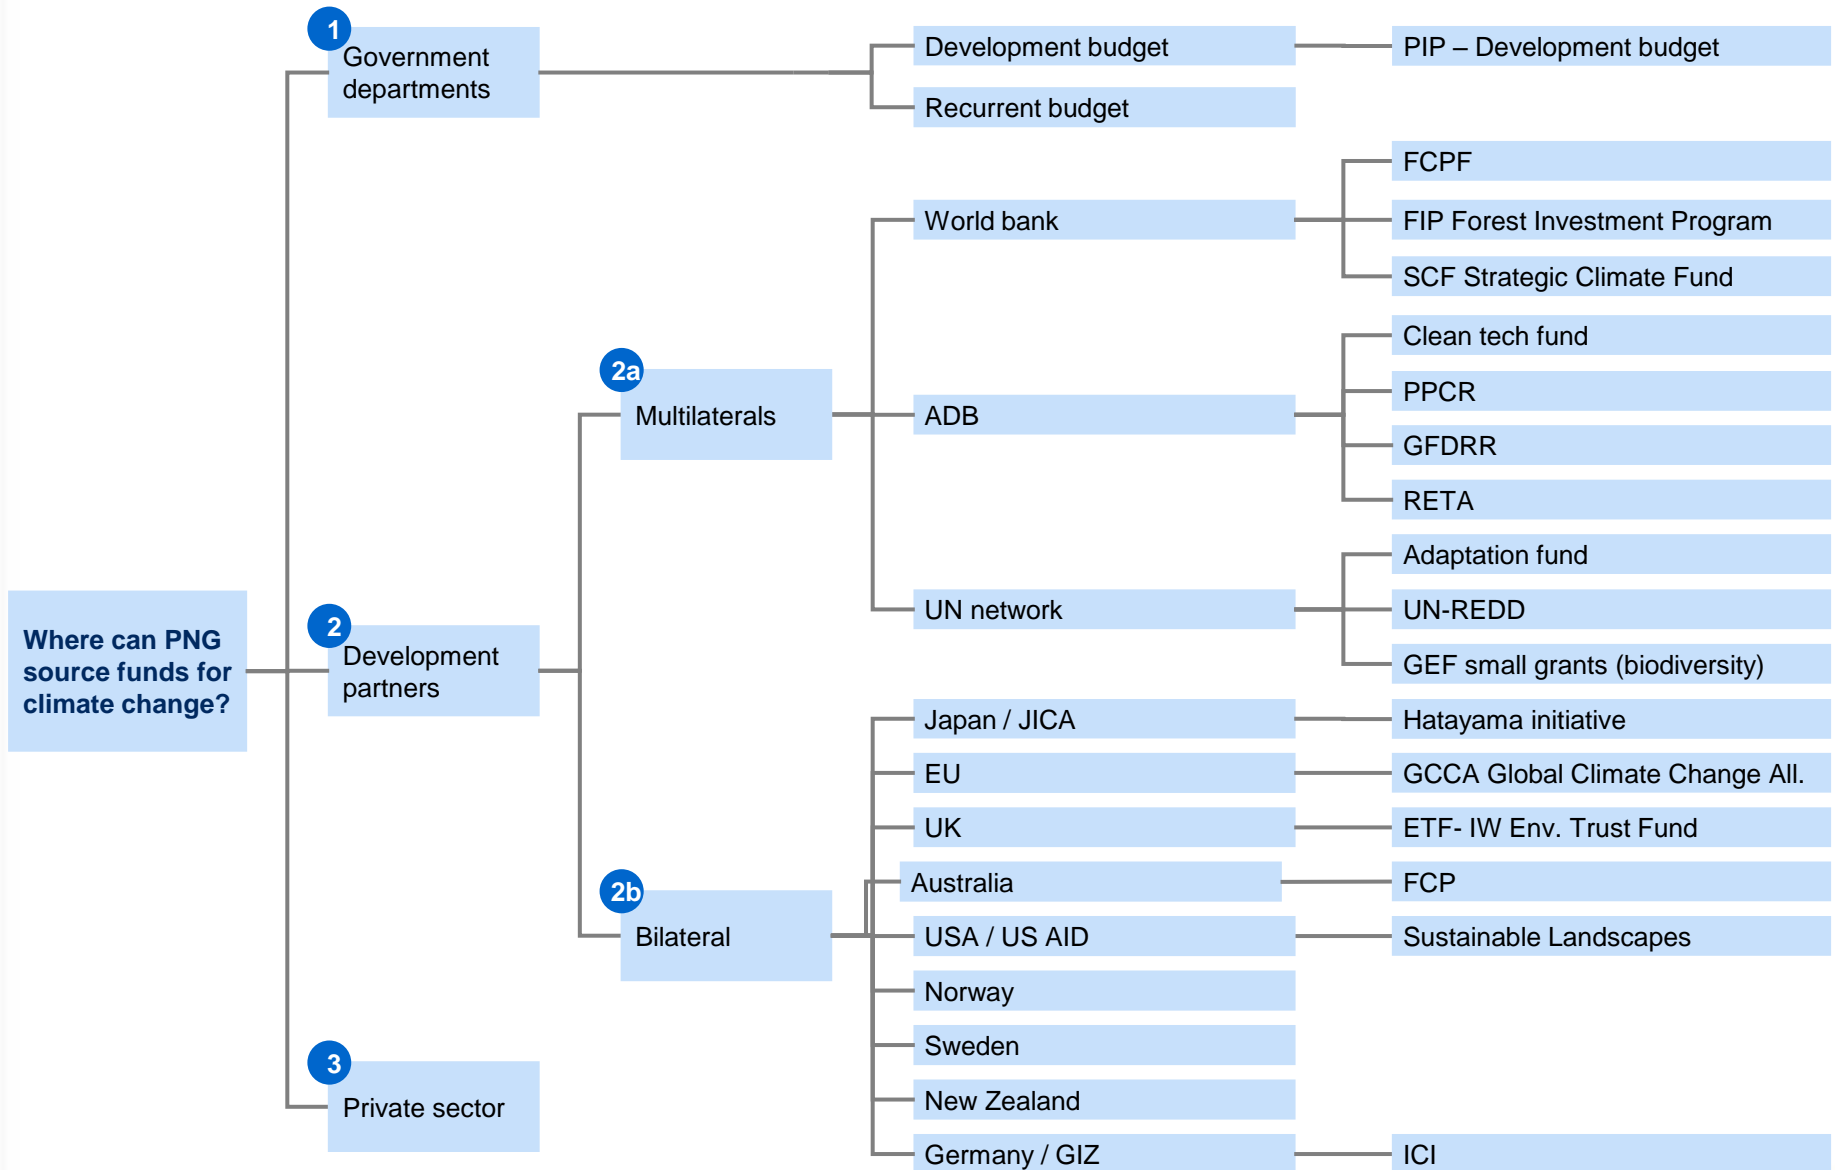 Where can PNG
source funds for
climate change?
1
Government
departments
Development budget
PIP – Development budget
Recurrent budget
2
Development
partners
2a
Multilaterals
World bank
FCPF
FIP Forest Investment Program
SCF Strategic Climate Fund
ADB
Clean tech fund
PPCR
GFDRR
RETA
UN network
Adaptation fund
UN-REDD
GEF small grants (biodiversity)
2b
Bilateral
Japan / JICA
Hatayama initiative
EU
GCCA Global Climate Change All.
UK
ETF- IW Env. Trust Fund
Australia
FCP
USA / US AID
Sustainable Landscapes
Norway
Sweden
New Zealand
Germany / GIZ
ICI
3
Private sector